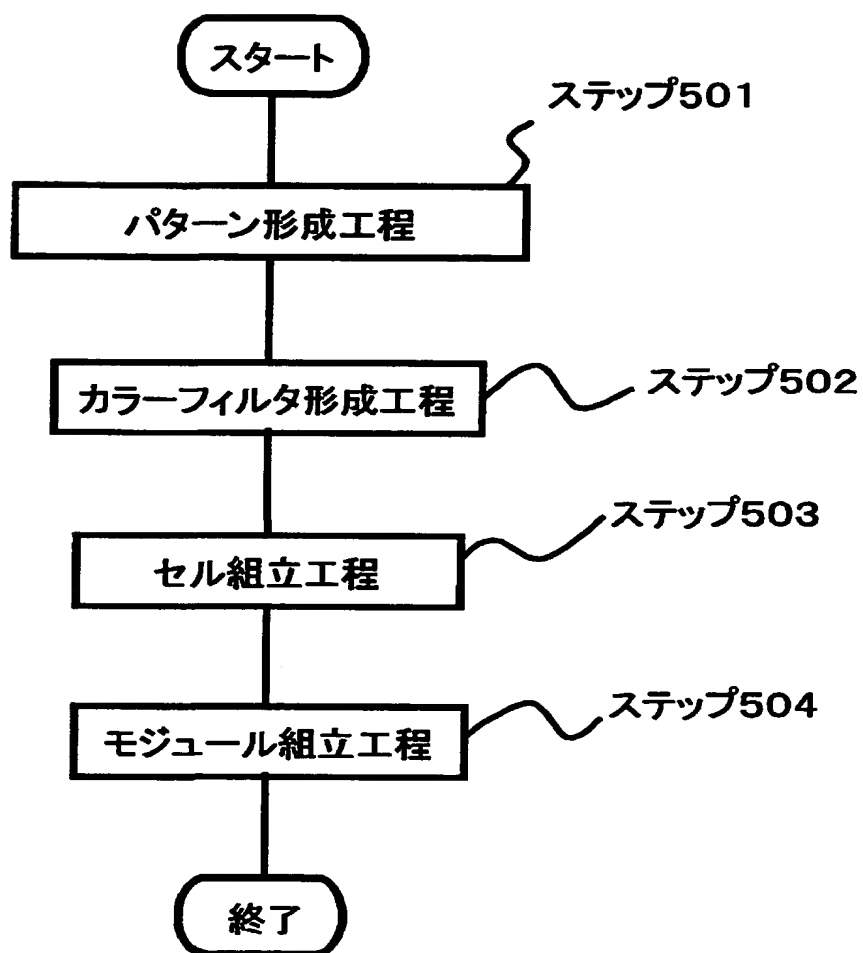 スタート
ステップ501
パターン形成工程
ステップ502
カラーフィルタ形成工程
ステップ503
セル組立工程
ステップ504
モジュール組立工程
終了